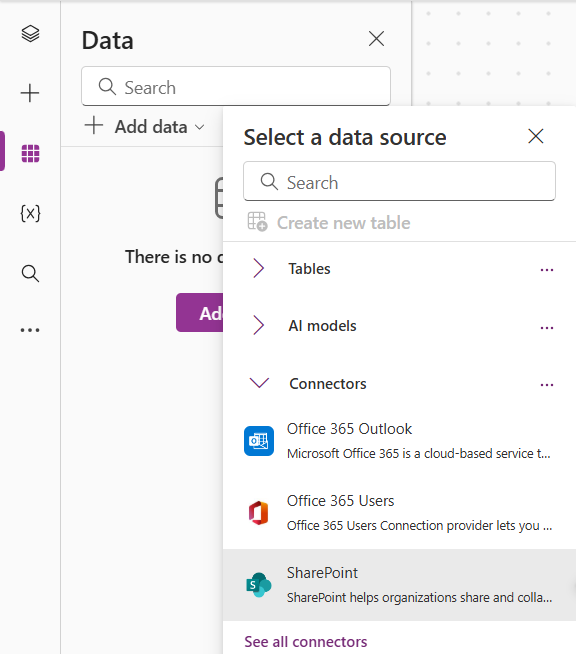 Data
Search
Add data
Select a data source
Search
Create new table
There is no
Tables
AI models
Connectors
Office 365 Outlook
Microsoft Office 365 is a cloud-based service t...
Office 365 Users
Office 365 Users Connection provider lets you ...
SharePoint
SharePoint helps organizations share and colla...
See all connectors